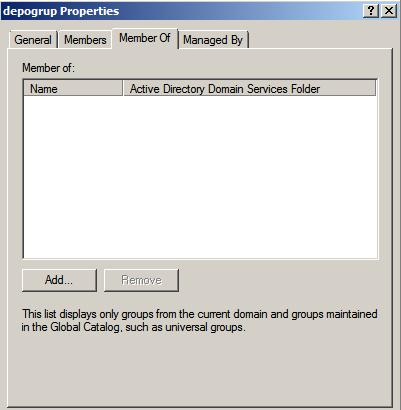 depogrup Properties
General Members Member Of Managed By
Member of:
Name Active Directory Domain Services Folder
Add... Remove
This list displays only groups from the current domain and groups maintained
in the Global Catalog, such as universal groups.